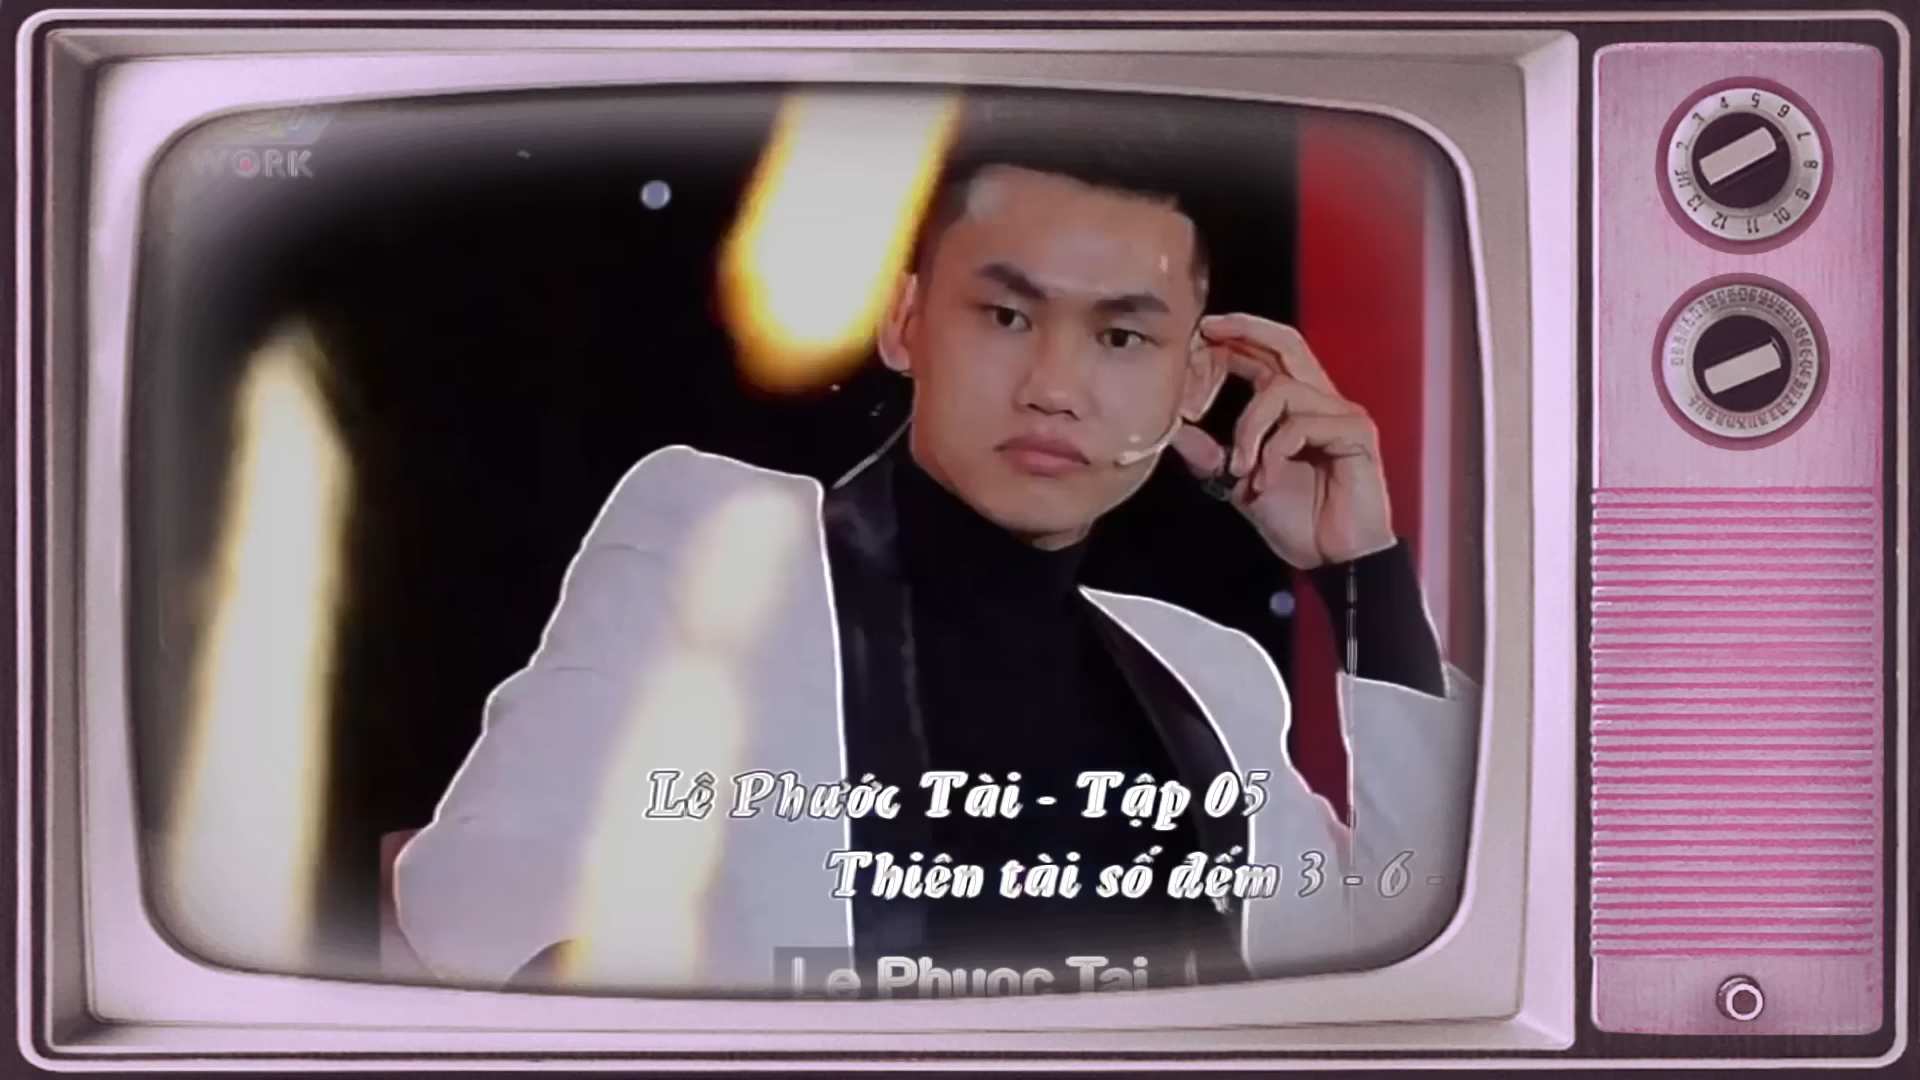 WORK
Lê Phước Tài - Tập 05
Thiên tài số đếm 3 - 6 -
Le Phuoc Tai